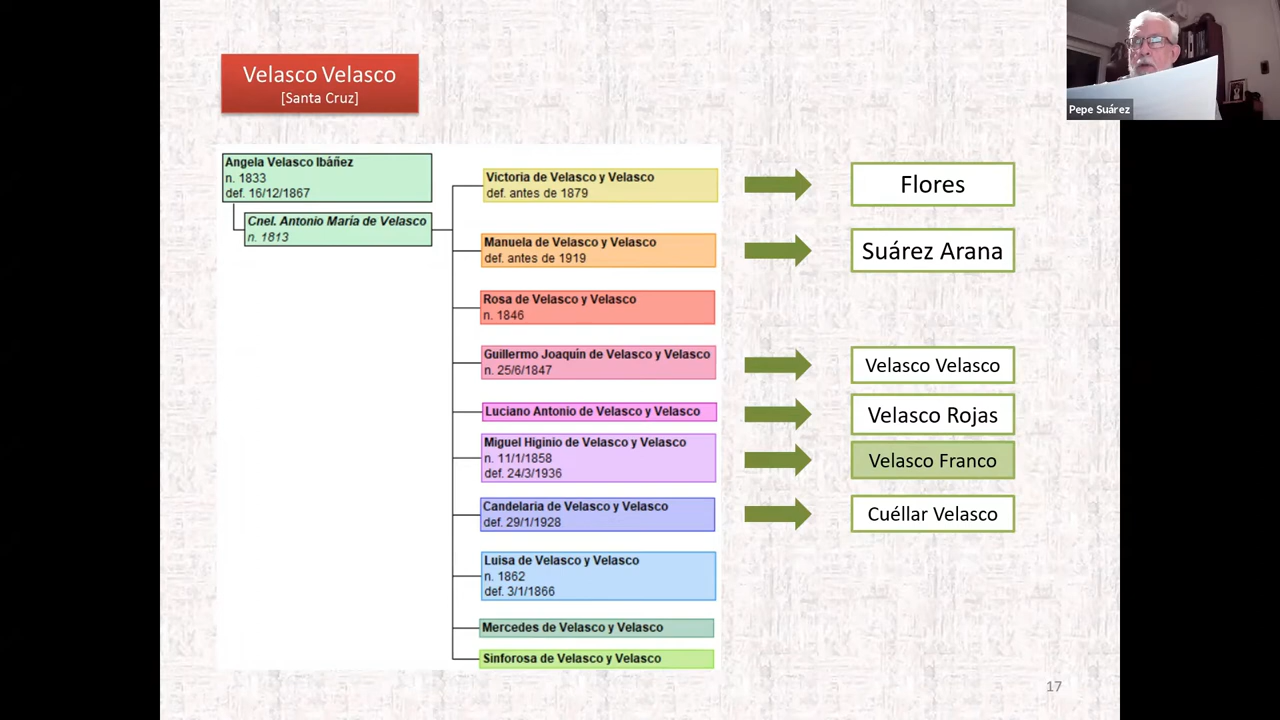 Velasco Velasco
[Santa Cruz]
Pepe Suárez
Angela Velasco Ibáñez
n. 1833
def. 16/12/1867
Cnel. Antonio María de Velasco
n. 1813
Victoria de Velasco y Velasco
def. antes de 1879
Flores
Manuela de Velasco y Velasco
def. antes de 1919
Suárez Arana
Rosa de Velasco y Velasco
n. 1846
Guillermo Joaquín de Velasco y Velasco
n. 25/6/1847
Velasco Velasco
Luciano Antonio de Velasco y Velasco
Velasco Rojas
Miguel Higinio de Velasco y Velasco
n. 11/1/1858
def. 24/3/1936
Velasco Franco
Candelaria de Velasco y Velasco
def. 29/1/1928
Cuéllar Velasco
Luisa de Velasco y Velasco
n. 1862
def. 3/1/1866
Mercedes de Velasco y Velasco
Sinforosa de Velasco y Velasco
17